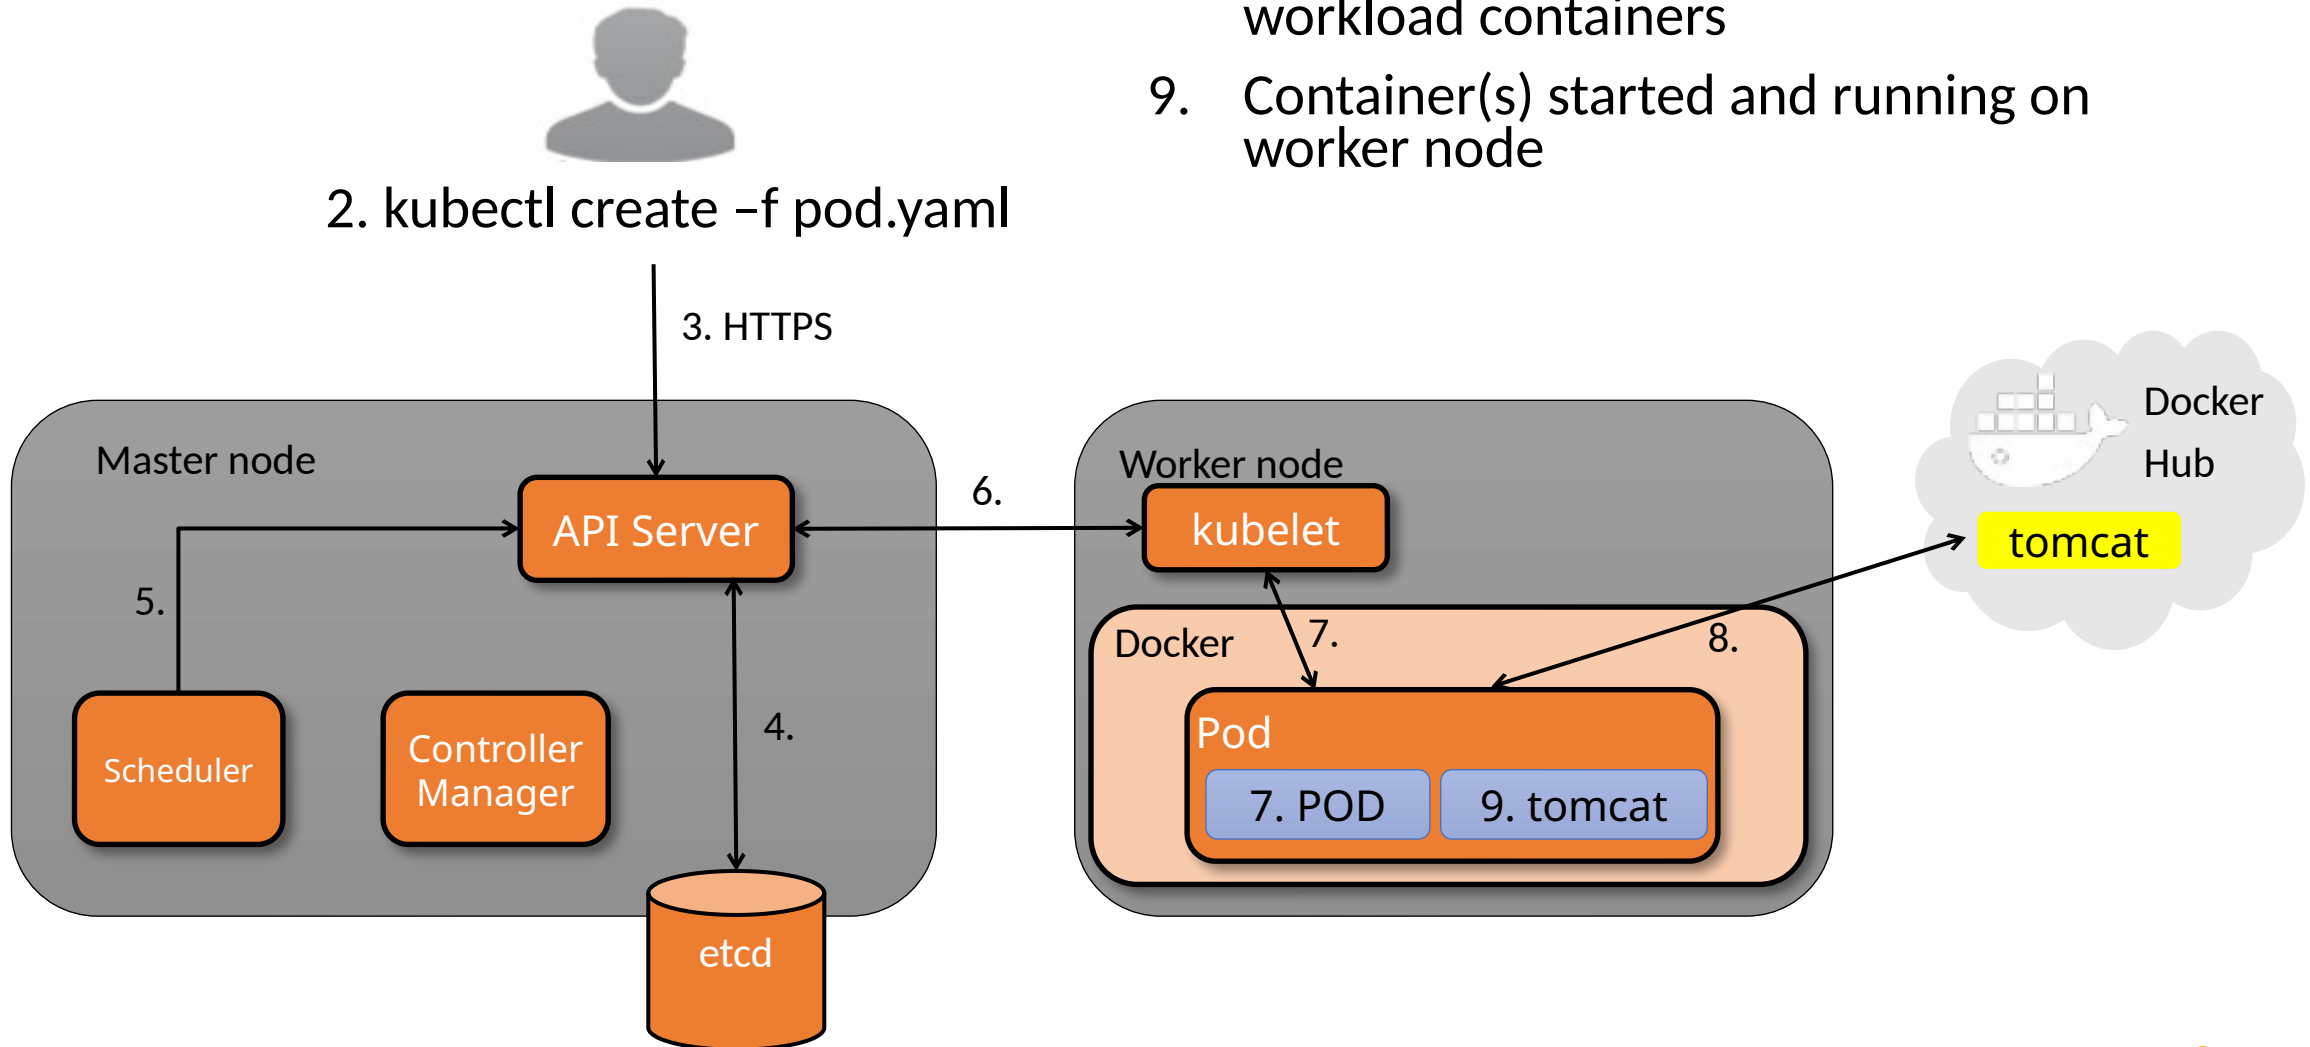 workload containers
9. Container(s) started and running on
worker node
2. kubectl create –f pod.yaml
3. HTTPS
Master node
API Server
5.
4.
Scheduler
Controller
Manager
etcd
6.
Worker node
kubelet
Docker
7.
8.
Pod
7. POD
9. tomcat
Docker
Hub
tomcat